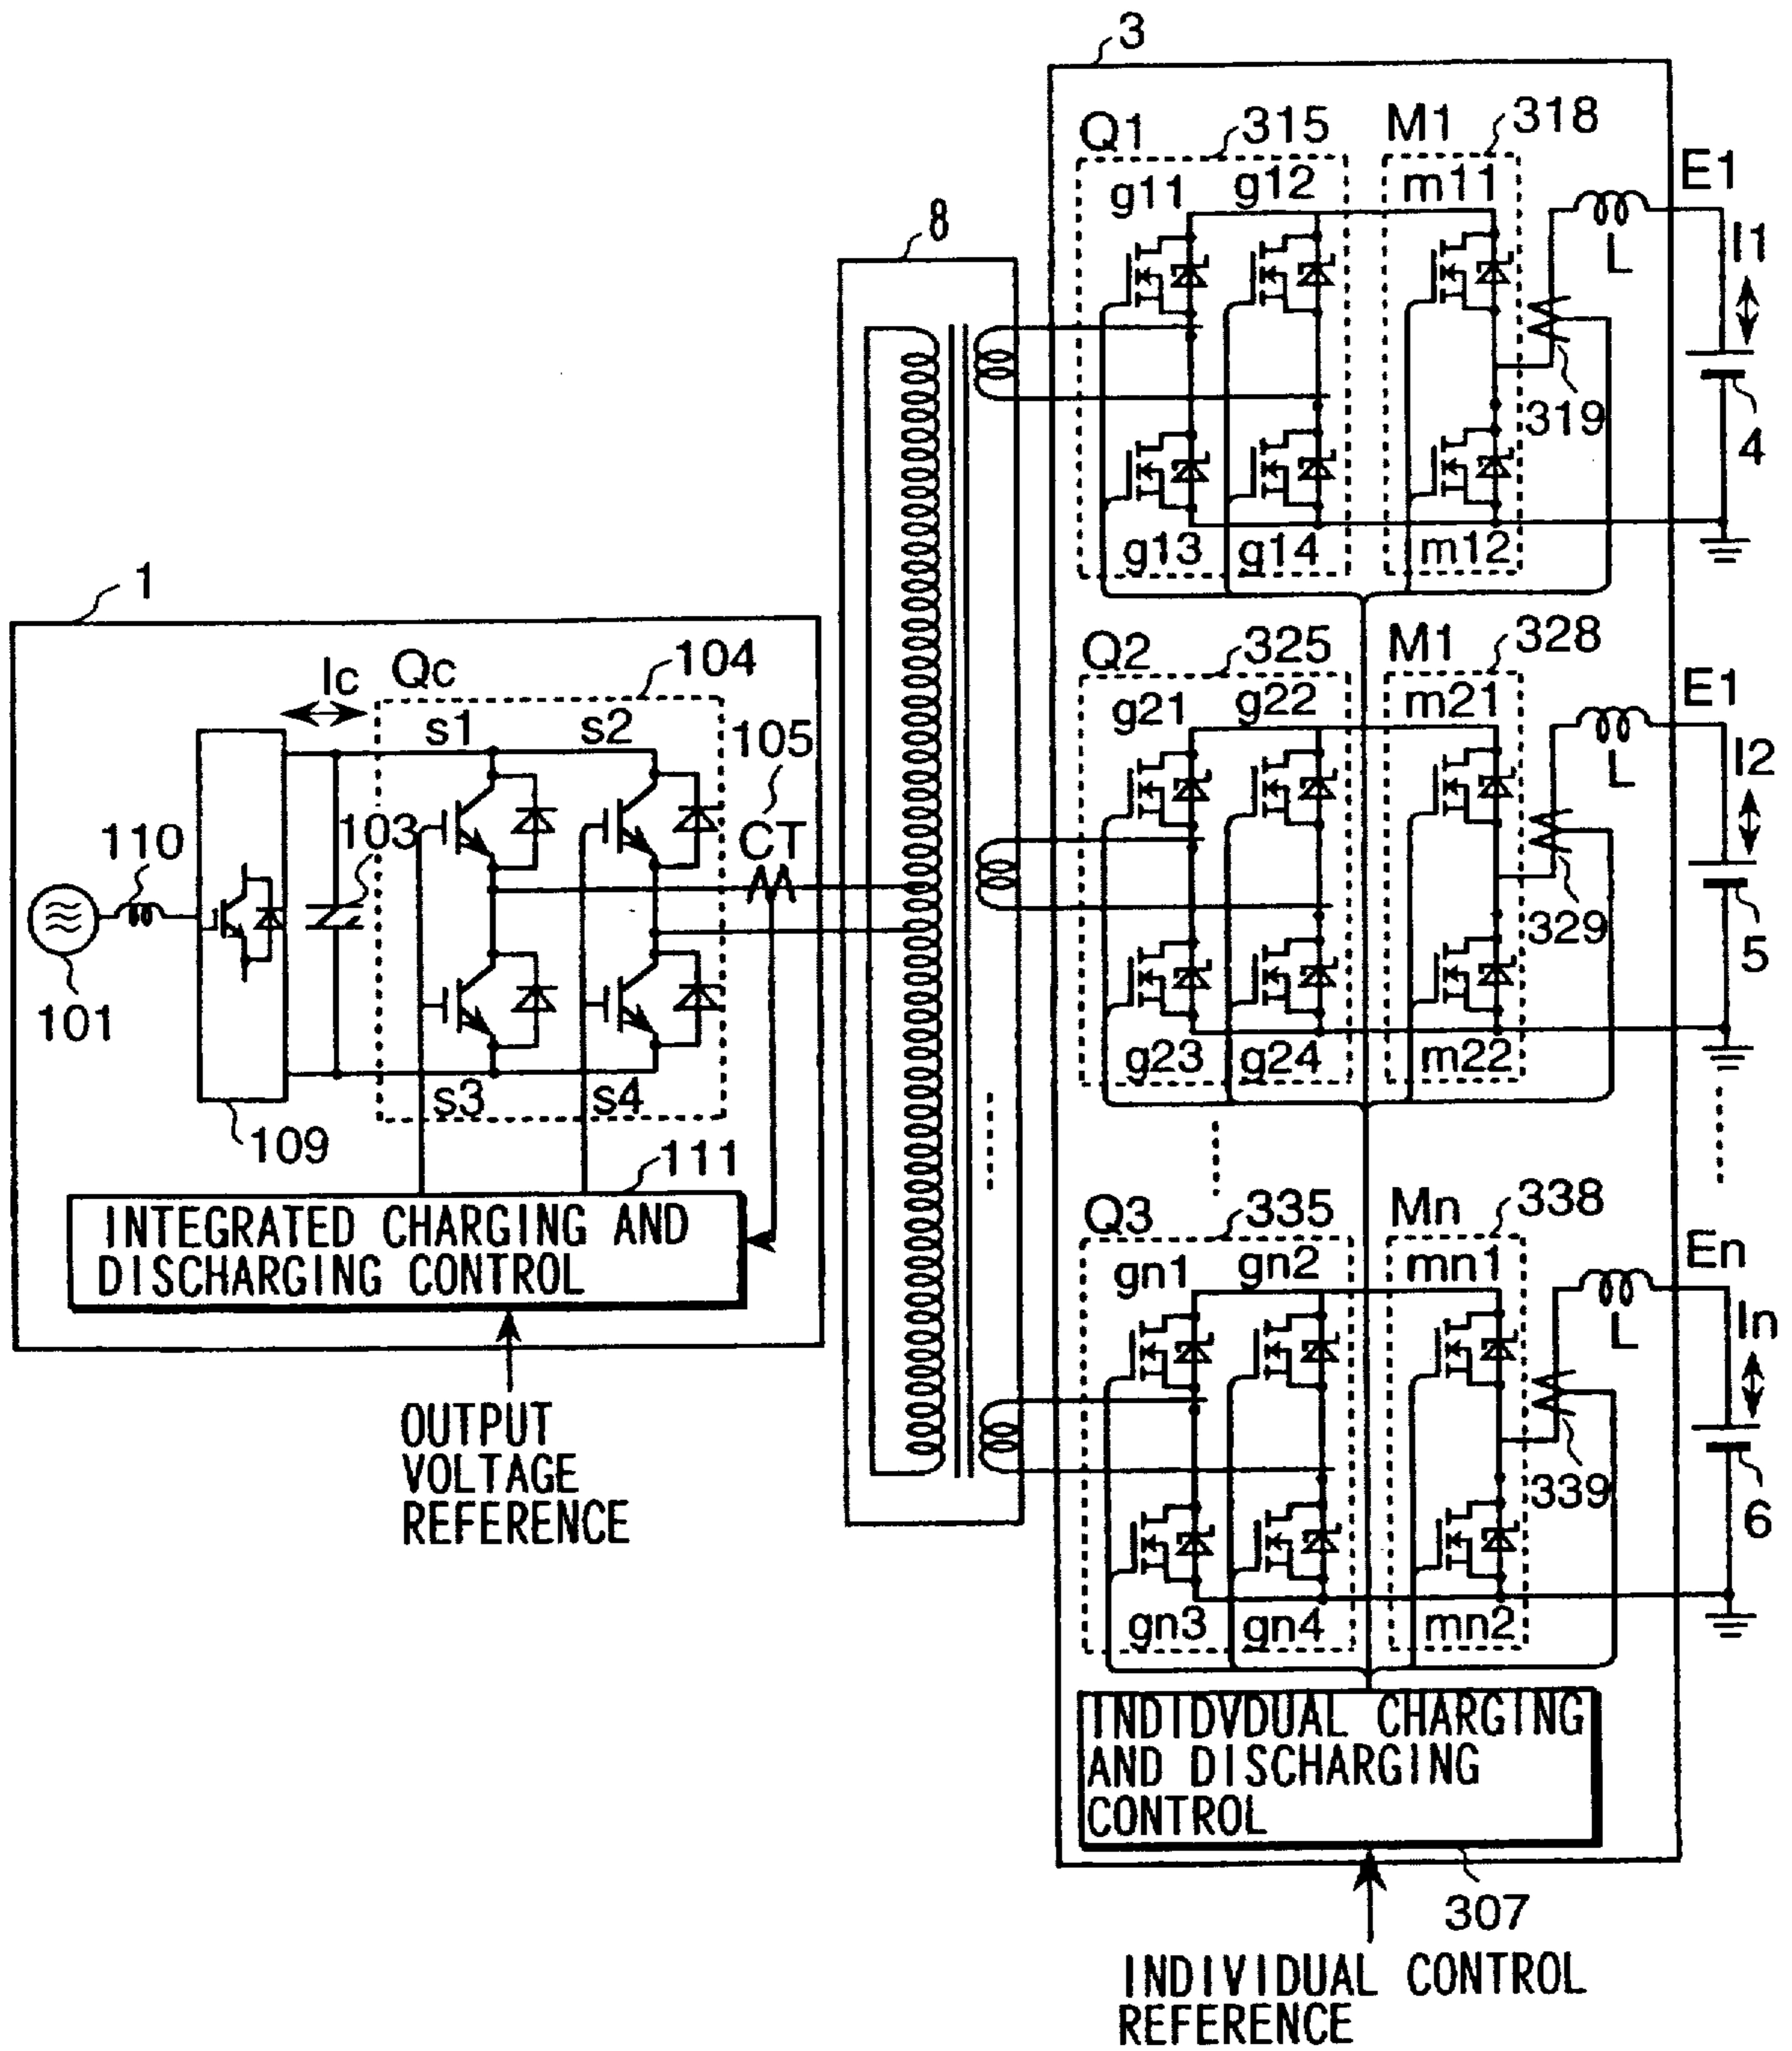 3
Q1
315
M1
318
g11
g12
m11
E1
I1
L
8
319
4
g13
g14
m12
1
Q2
325
M1
328
Ic
Qc
104
g21
g22
m21
E1
s1
s2
105
I2
L
110
103
CT
329
5
101
g23
g24
m22
s3
s4
109
111
Q3
335
Mn
338
INTEGRATED CHARGING AND
DISCHARGING CONTROL
gn1
gn2
mn1
En
In
L
OUTPUT
VOLTAGE
REFERENCE
339
6
gn3
gn4
mn2
INDIDVDUAL CHARGING
AND DISCHARGING
CONTROL
307
INDIVIDUAL CONTROL
REFERENCE